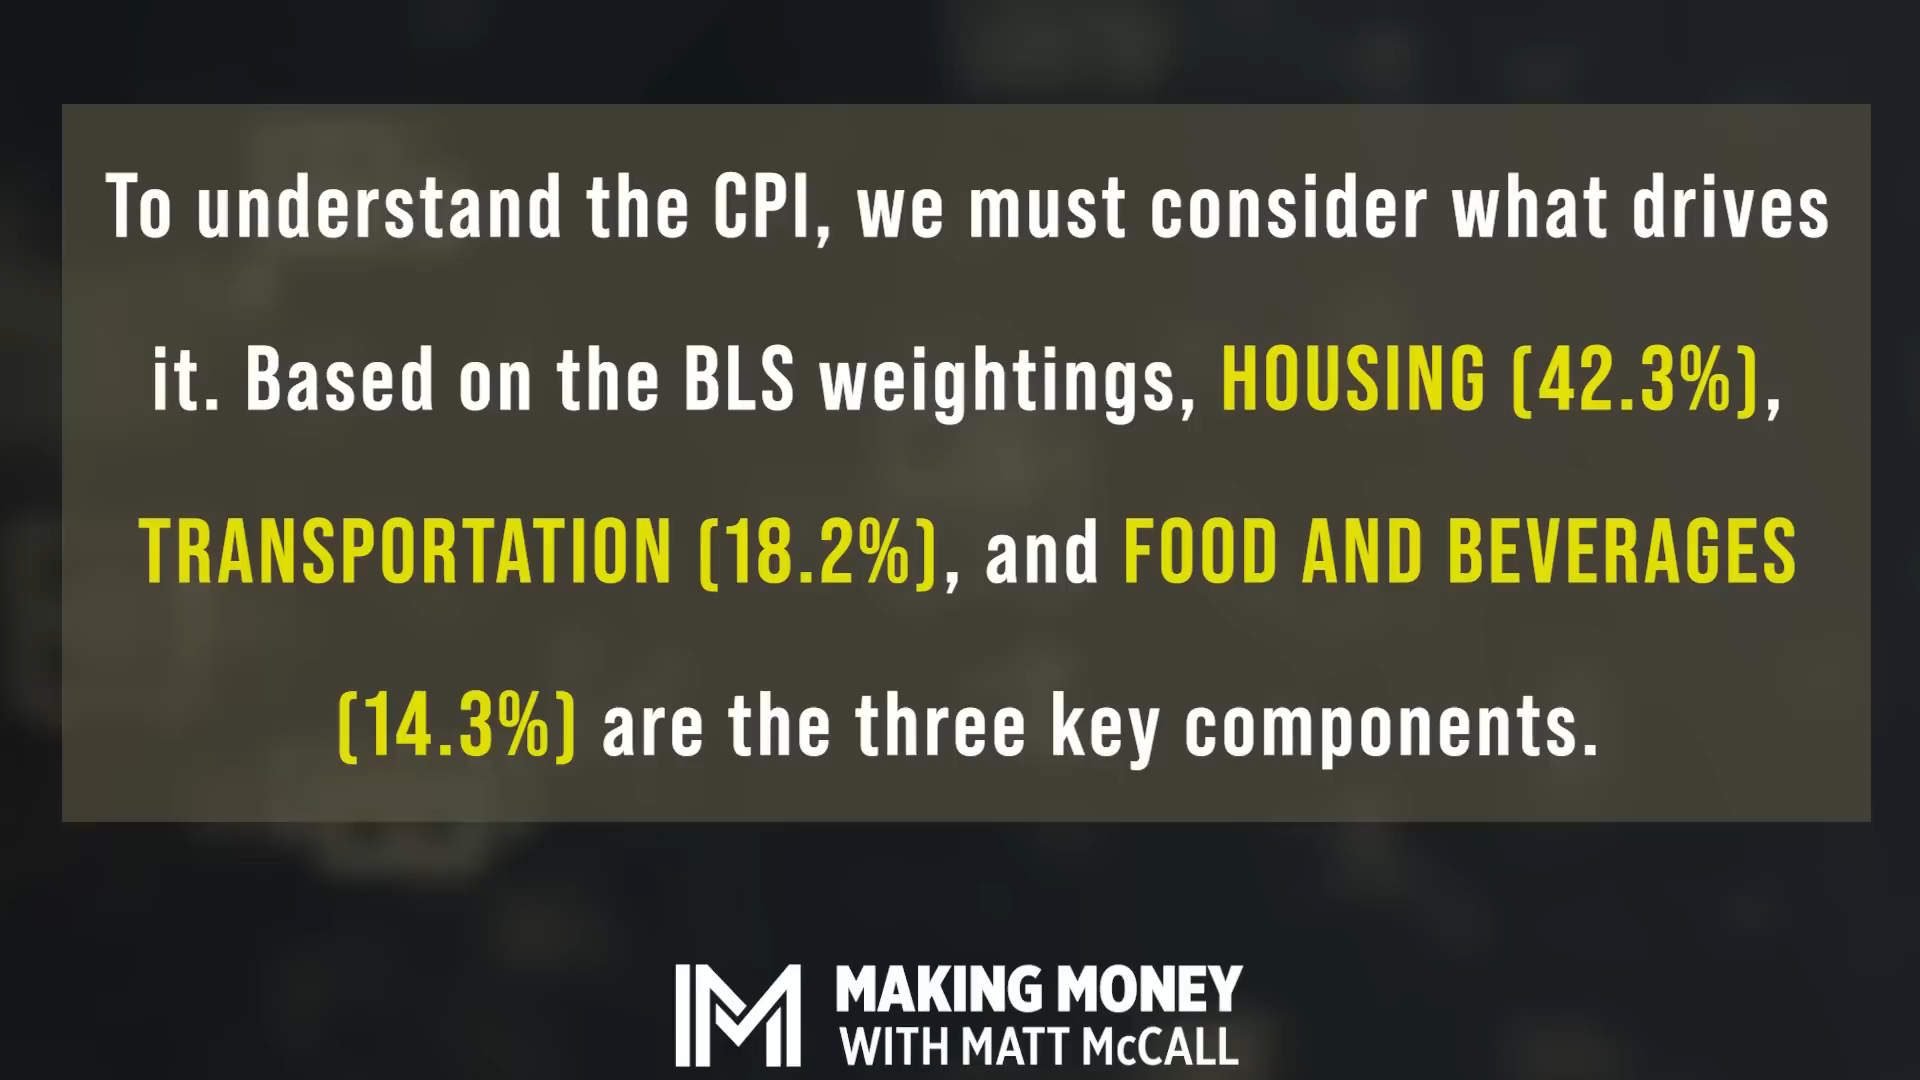 To understand the CPI, we must consider what drives
it. Based on the BLS weightings, HOUSING (42.3%),
TRANSPORTATION (18.2%), and FOOD AND BEVERAGES
(14.3%) are the three key components.
MAKING MONEY
WITH MATT McCALL